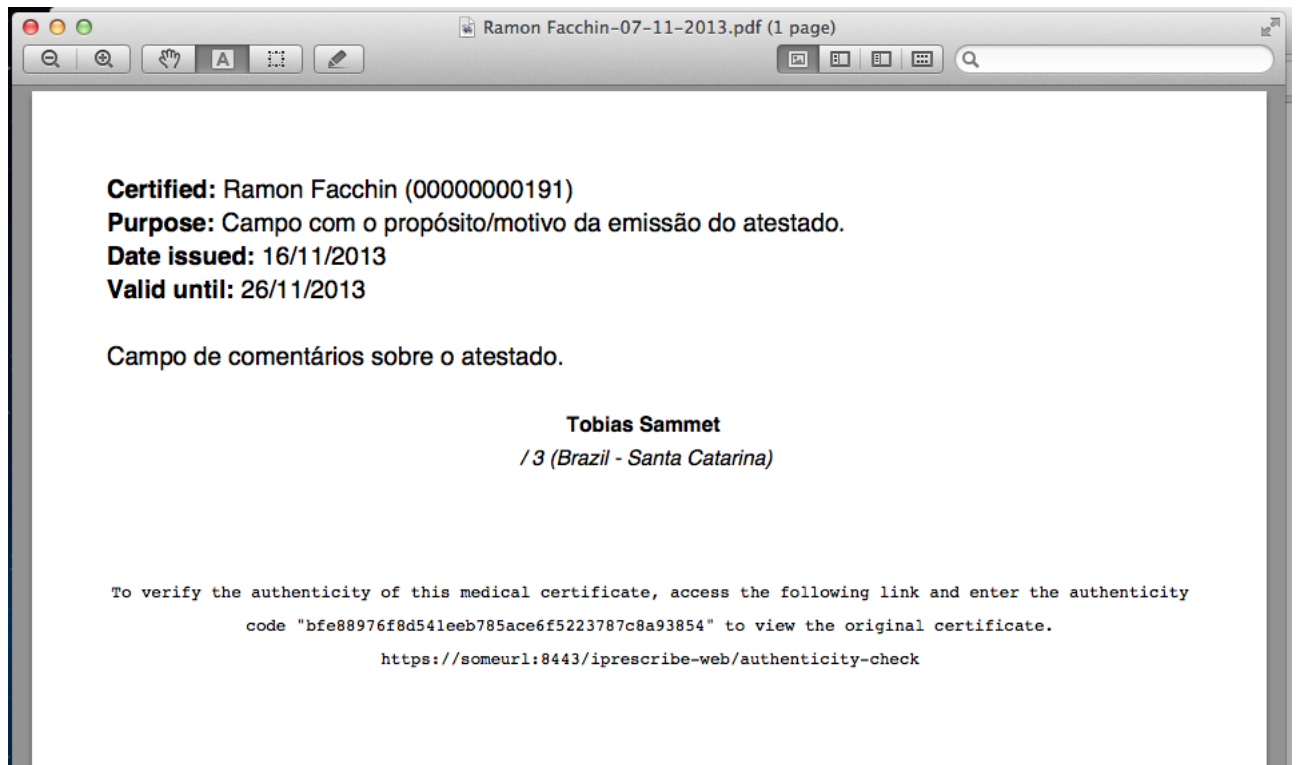 Ramon Facchin-07-11-2013.pdf (1 page)
A
Certified: Ramon Facchin (00000000191)
Purpose: Campo com o propósito/motivo da emissão do atestado.
Date issued: 16/11/2013
Valid until: 26/11/2013
Campo de comentários sobre o atestado.
Tobias Sammet
/ 3 (Brazil - Santa Catarina)
To verify the authenticity of this medical certificate, access the following link and enter the authenticity
code "bfe88976f8d541eeb785ace6f5223787c8a93854" to view the original certificate.
https://someurl:8443/iprescribe-web/authenticity-check